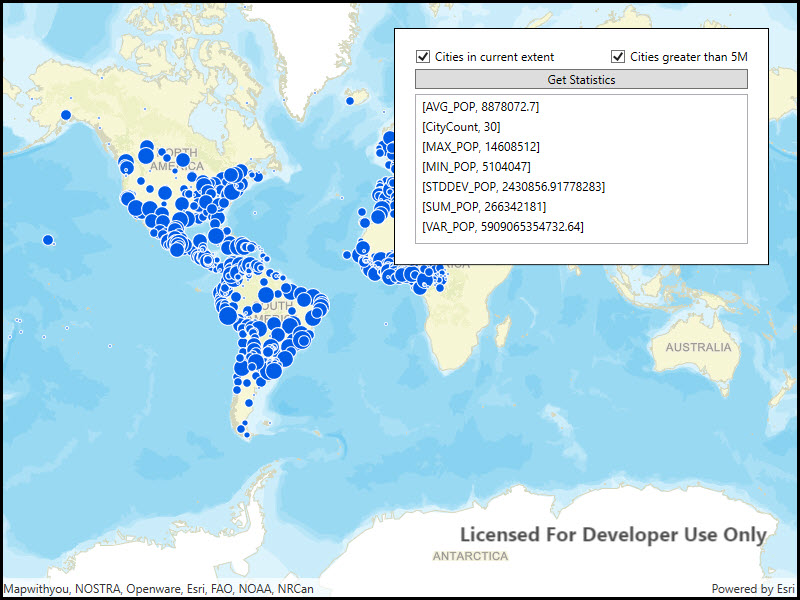 Cities in current extent
Cities greater than 5M
Get Statistics
[AVG_POP, 8878072.7]
[CityCount, 30]
[MAX_POP, 14608512]
[MIN_POP, 5104047]
[STDDEV_POP, 2430856.91778283]
[SUM_POP, 266342181]
[VAR_POP, 5909065354732.64]
NORTH
AMERICA
SOUTH
AMERICA
AUSTRALIA
Licensed For Developer Use Only
ANTARCTICA
Mapwithyou, NOSTRA, Openware, Esri, FAO, NOAA, NRCan
Powered by Esri